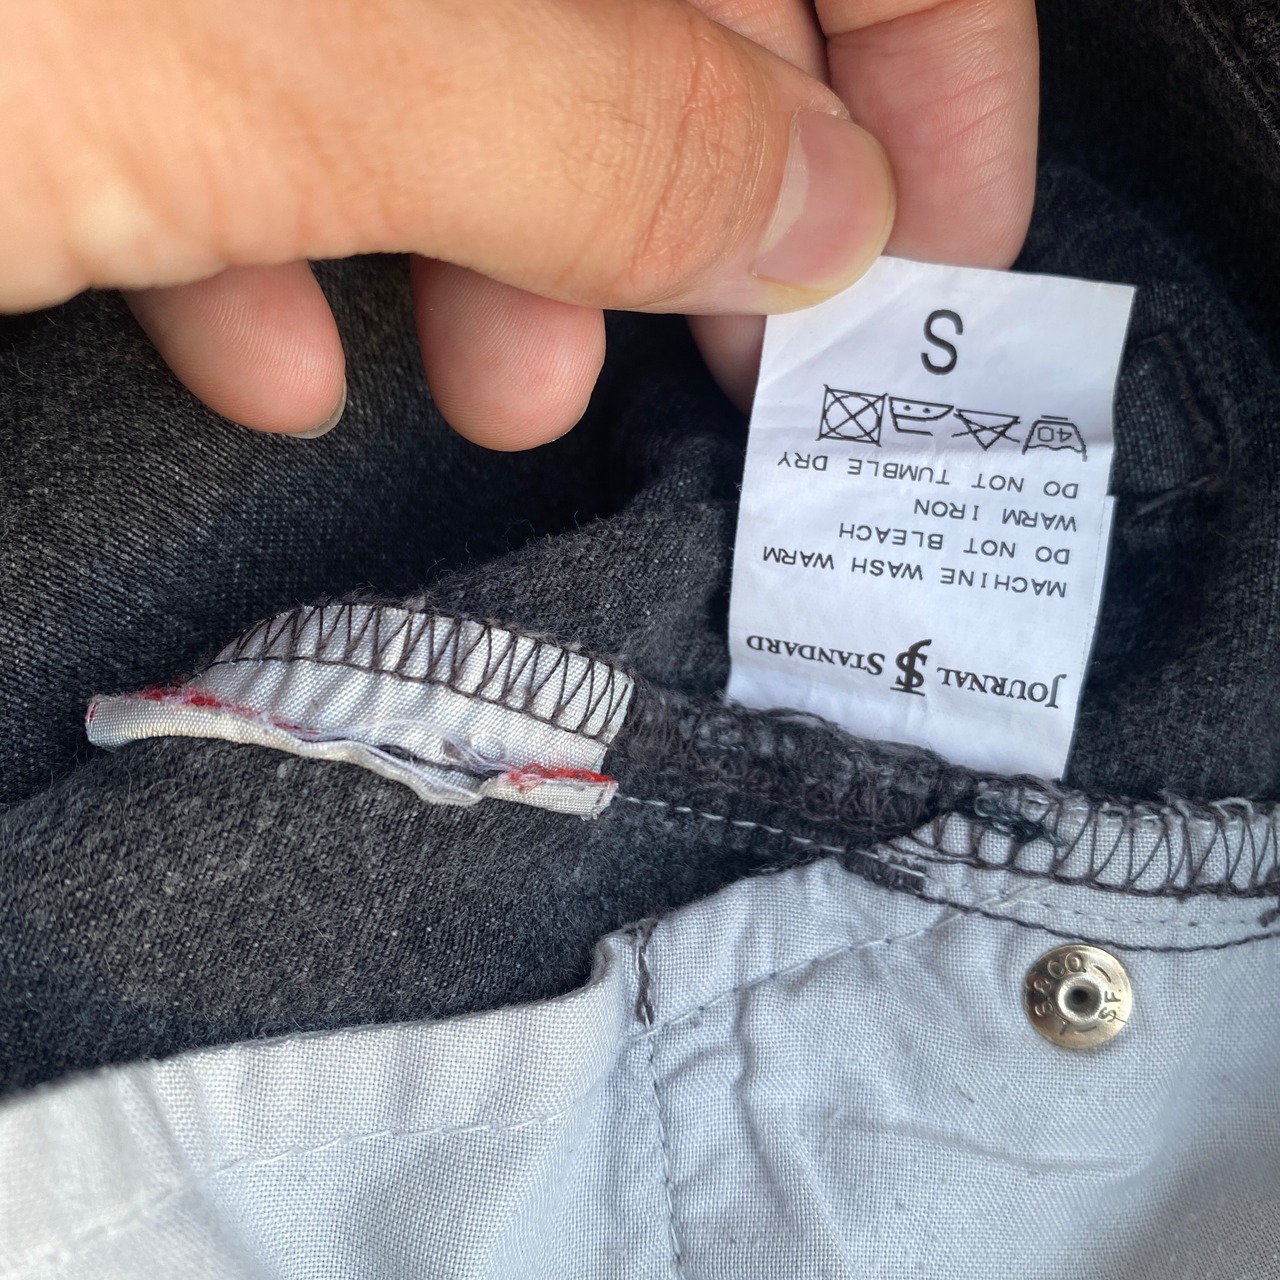 S
40
JOURNAL STANDARD
MACHINE WASH WARM
DO NOT BLEACH
WARM IRON
DO NOT TUMBLE DRY